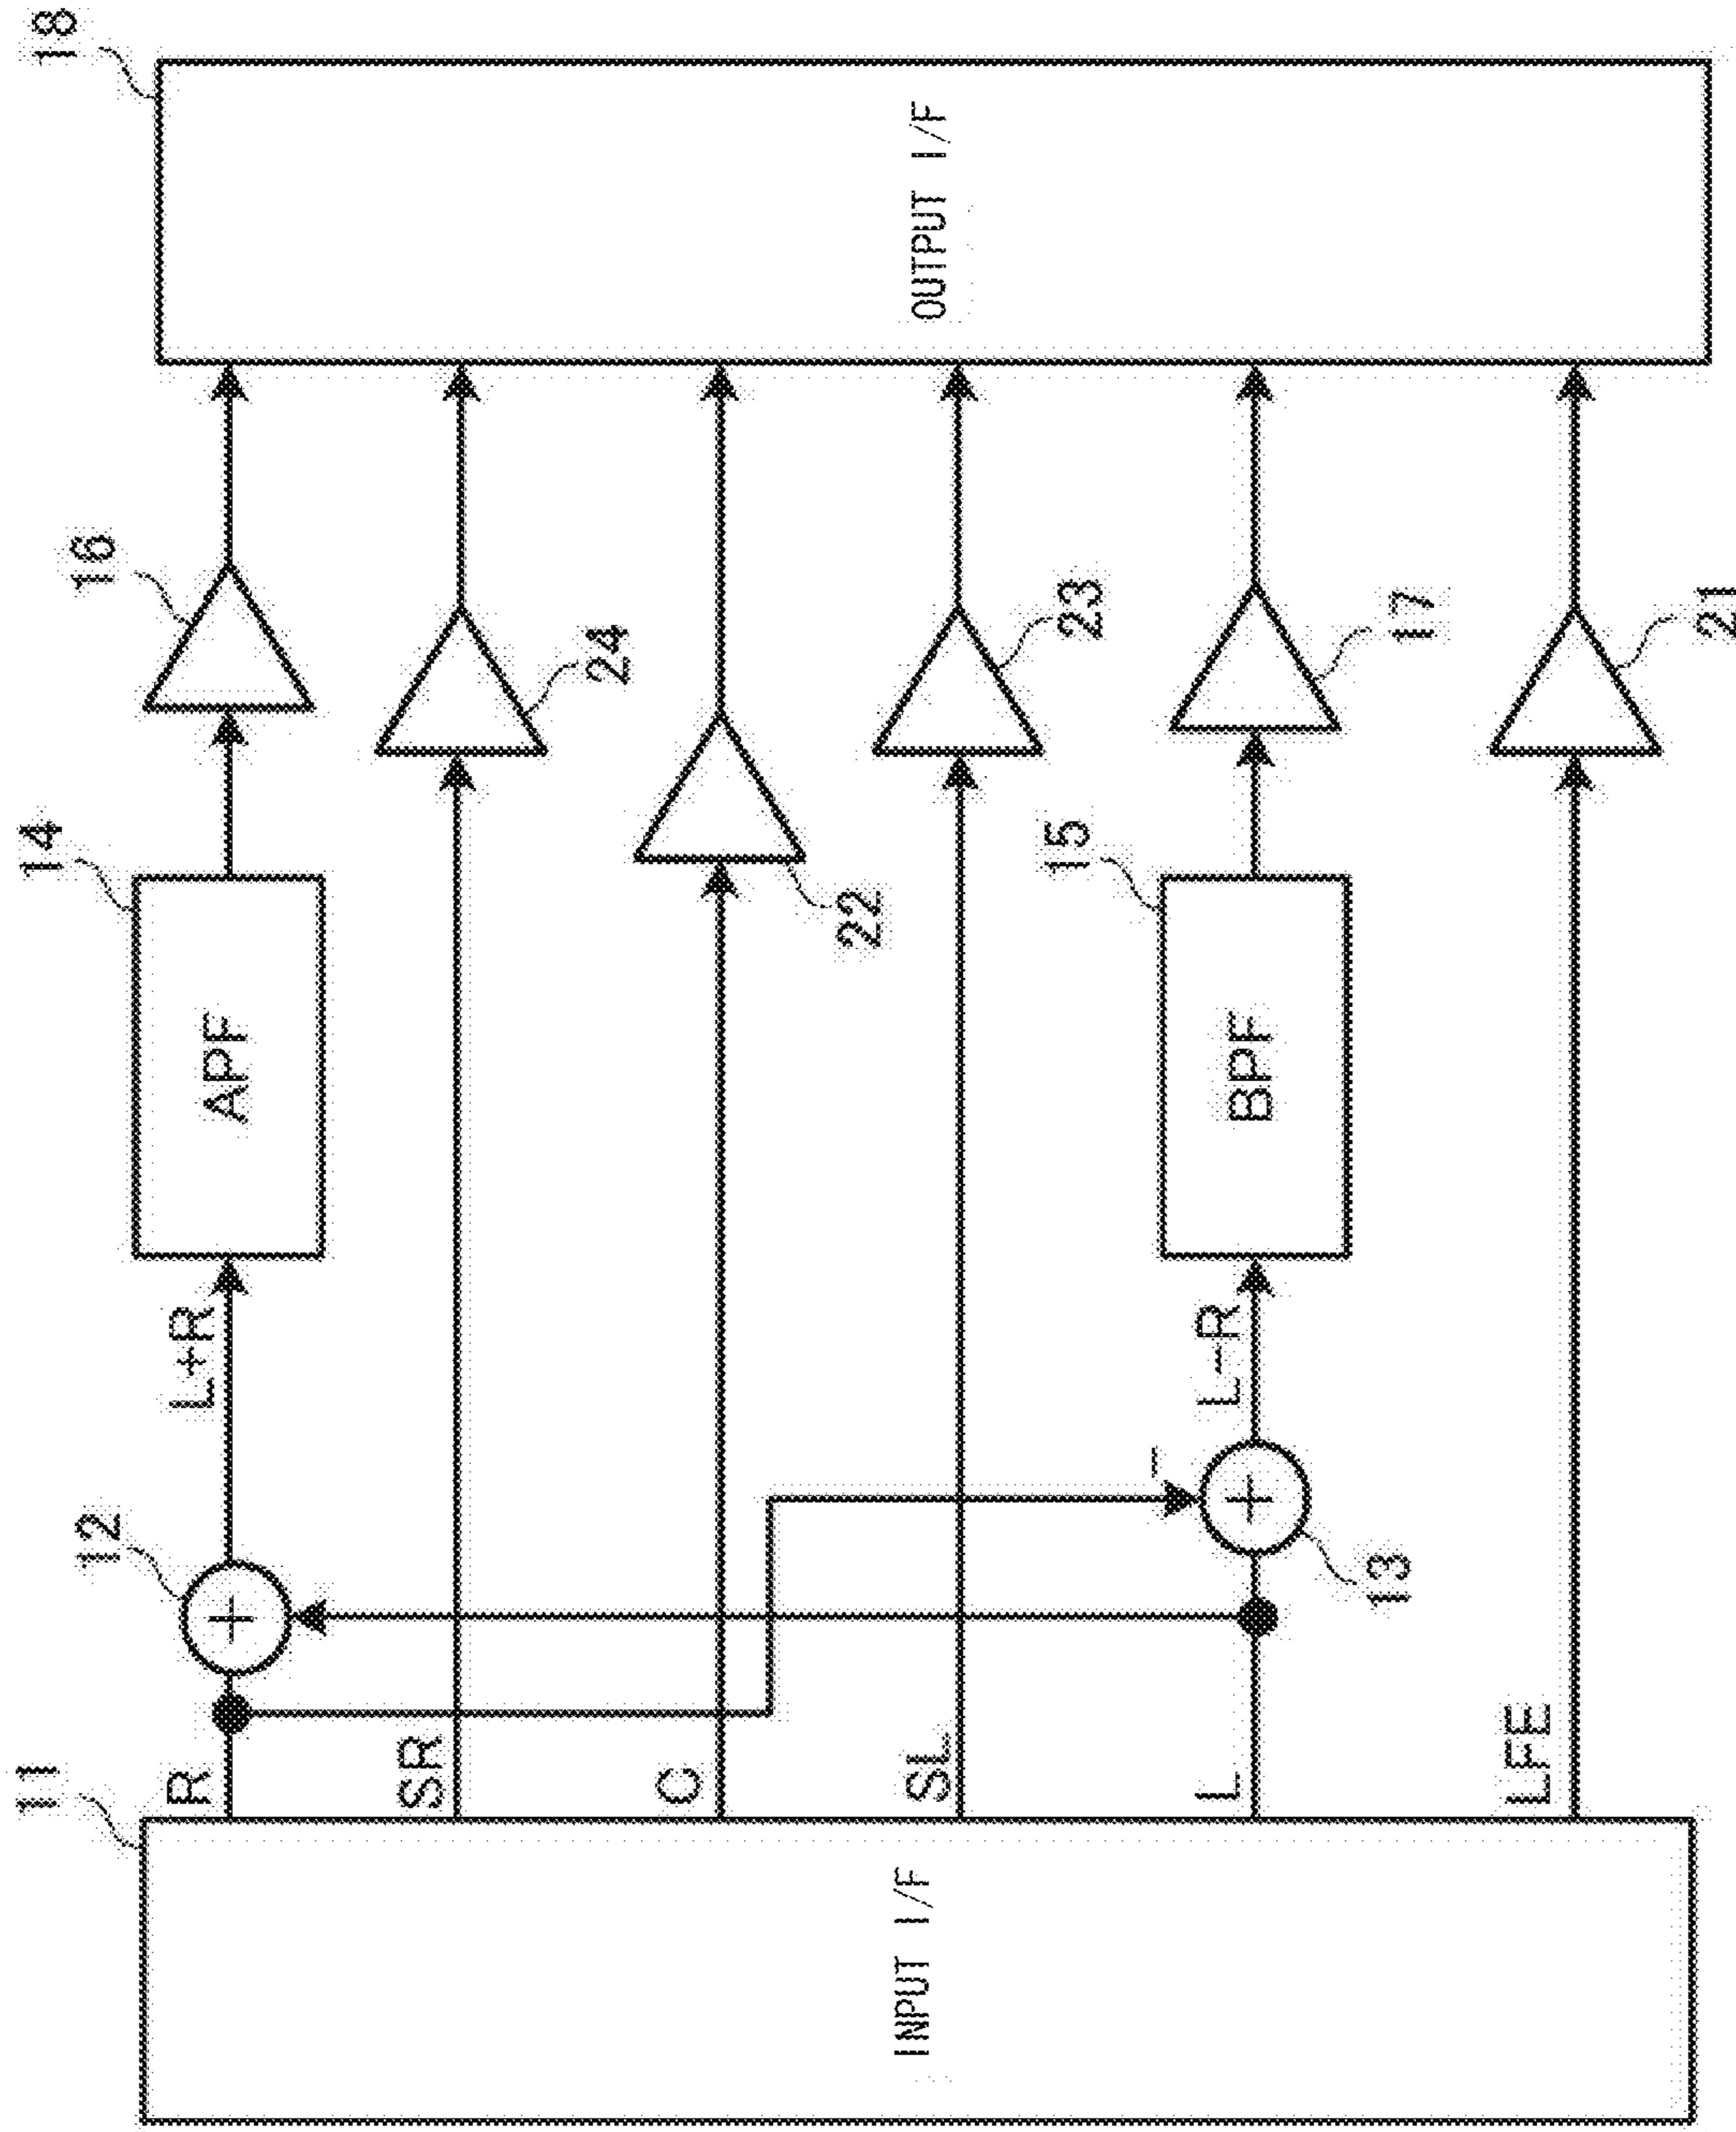 11
INPUT I/F
R
SR
C
SL
L
LFE
12
+
13
+
−
L+R
L−R
14
APF
15
BPF
16
24
22
23
17
21
18
OUTPUT I/F